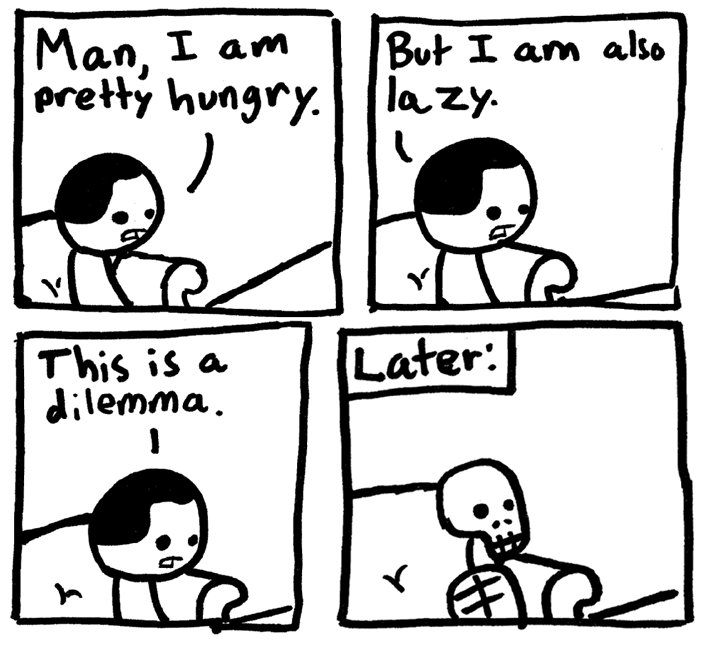 Man, I am
pretty hungry.
But I am also
lazy.
This is a
dilemma.
Later: